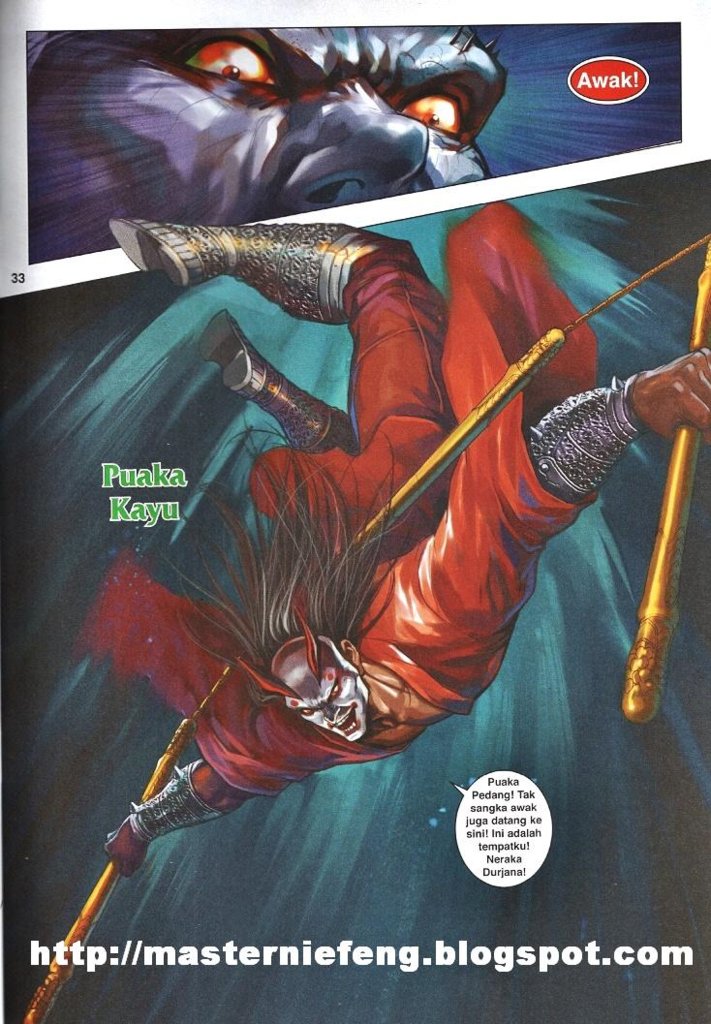 Awak!
33
Puaka
Kayu
Puaka
Pedang! Tak
sangka awak
juga datang ke
sini! Ini adalah
tempatku!
Neraka
Durjana!
http://masterniefeng.blogspot.com